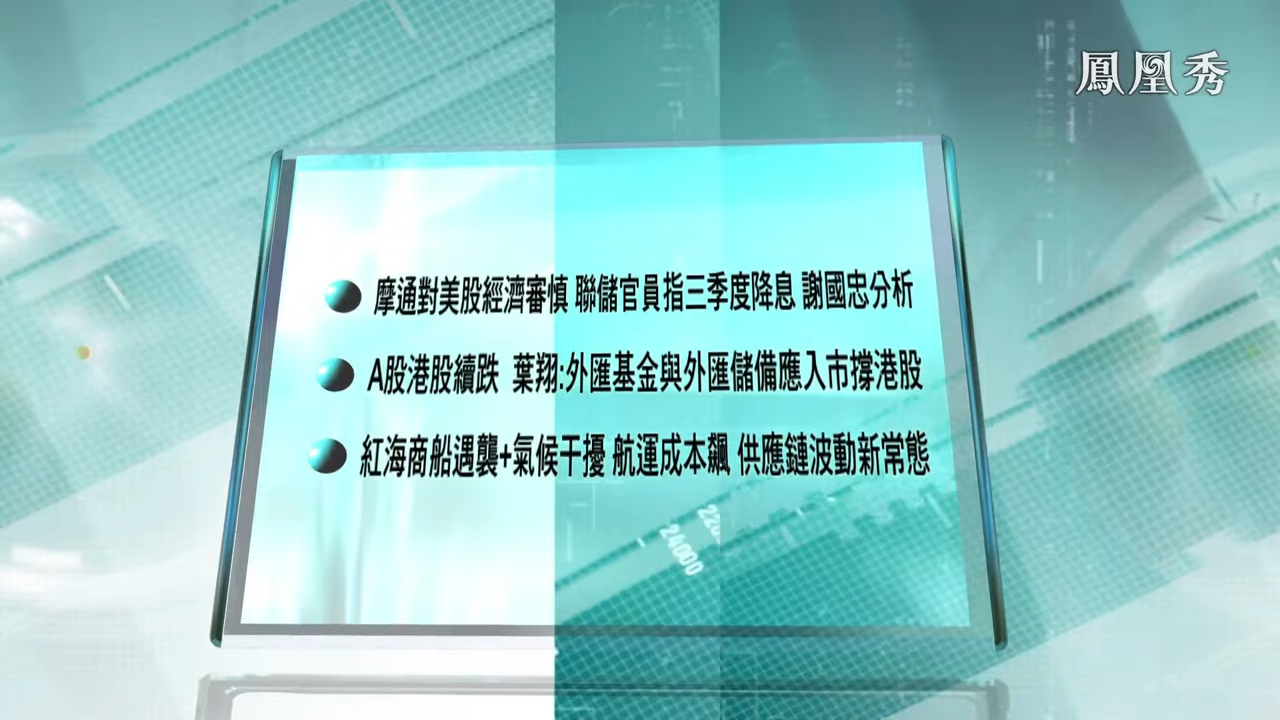 鳳凰秀
摩通對美股經濟審慎 聯儲官員指三季度降息 謝國忠分析
A股港股續跌 葉翔:外匯基金與外匯儲備應入市撐港股
紅海商船遇襲+氣候干擾 航運成本飆 供應鏈波動新常態
24000